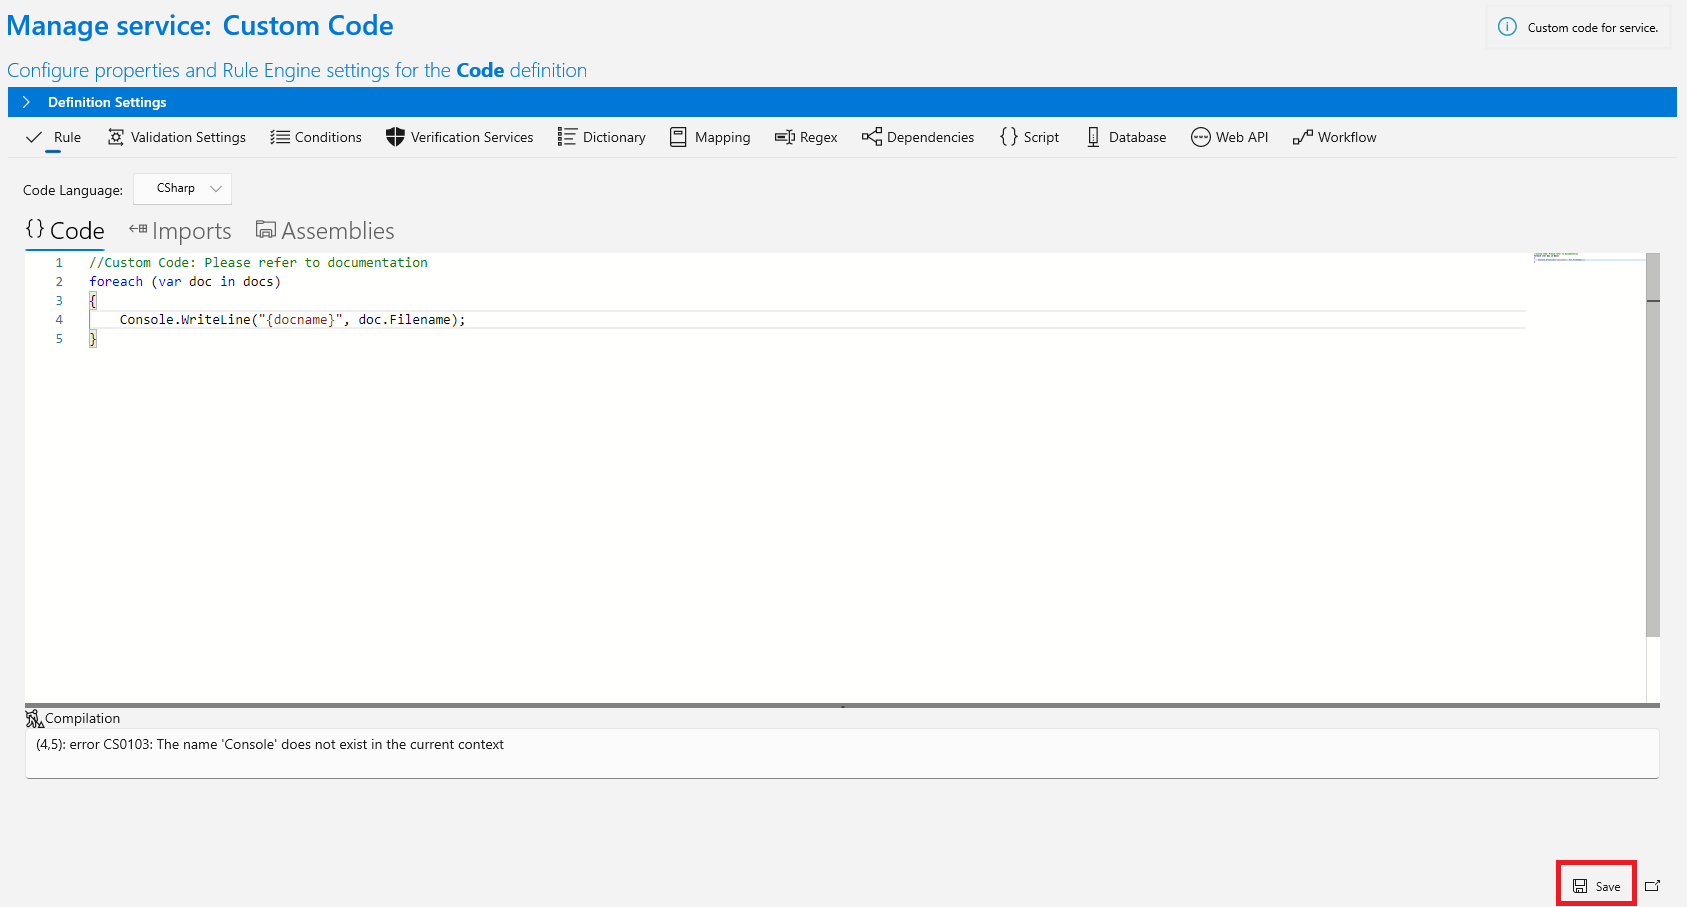 Manage service: Custom Code
Custom code for service.
Configure properties and Rule Engine settings for the Code definition
Definition Settings
Rule Validation Settings Conditions Verification Services Dictionary Mapping Regex Dependencies {} Script Database Web API Workflow
Code Language: CSharp
{} Code Imports Assemblies
1 //Custom Code: Please refer to documentation
2 foreach (var doc in docs)
3 {
4 Console.WriteLine("{docname}", doc.Filename);
5 }
Compilation
(4,5): error CS0103: The name 'Console' does not exist in the current context
Save